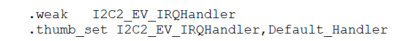 .weak I2C2_EV_IRQHandler
.thumb_set I2C2_EV_IRQHandler,Default_Handler